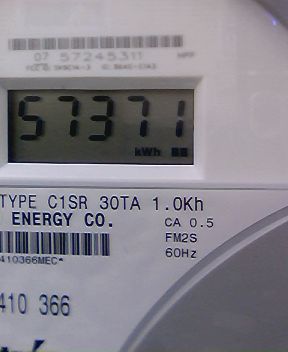 07 57245311
57371
kWh
TYPE C1SR 30TA 1.0Kh
ENERGY CO.
CA 0.5
FM2S
60Hz
410366MEC*
410 366